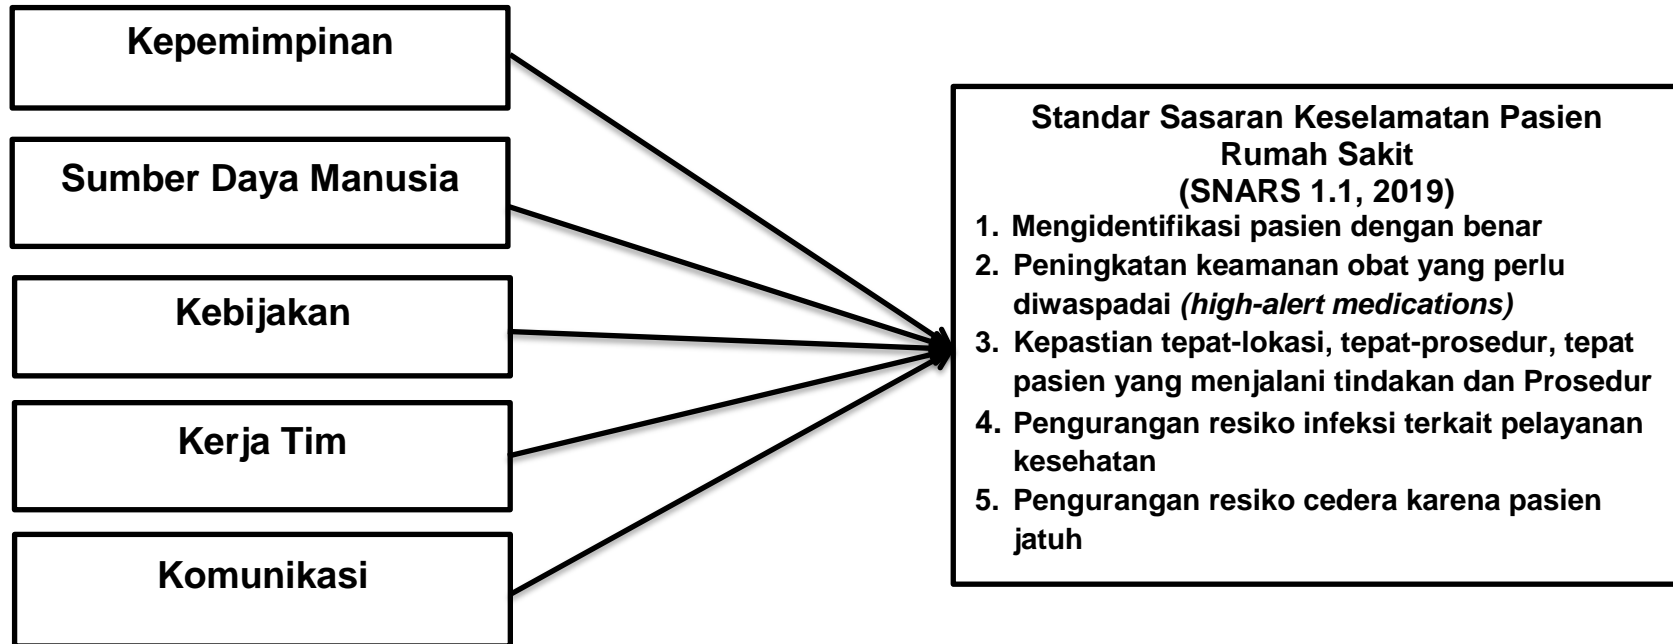 Kepemimpinan
Sumber Daya Manusia
Kebijakan
Kerja Tim
Komunikasi
Standar Sasaran Keselamatan Pasien
Rumah Sakit
(SNARS 1.1, 2019)
1. Mengidentifikasi pasien dengan benar
2. Peningkatan keamanan obat yang perlu
diwaspadai (high-alert medications)
3. Kepastian tepat-lokasi, tepat-prosedur, tepat
pasien yang menjalani tindakan dan Prosedur
4. Pengurangan resiko infeksi terkait pelayanan
kesehatan
5. Pengurangan resiko cedera karena pasien
jatuh